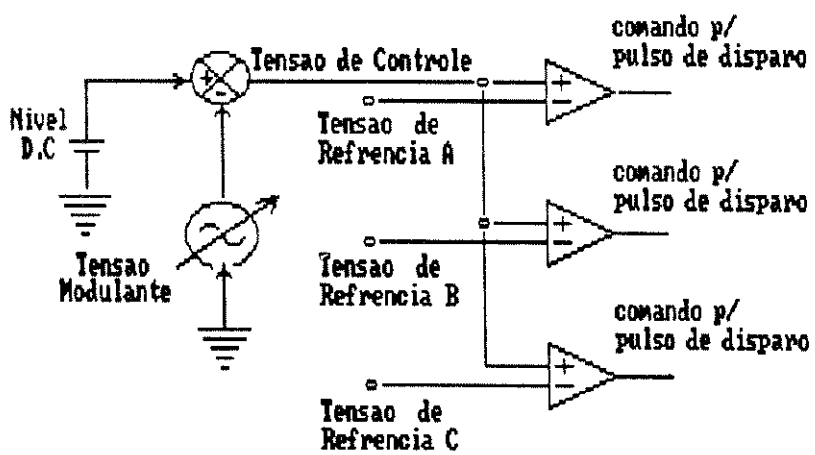 comando p/
pulso de disparo
Tensao de Controle
+
-
+
-
Nivel
D.C
Tensao de
Refrencia A
comando p/
pulso de disparo
+
-
Tensao
Modulante
Tensao de
Refrencia B
comando p/
pulso de disparo
+
-
Tensao de
Refrencia C